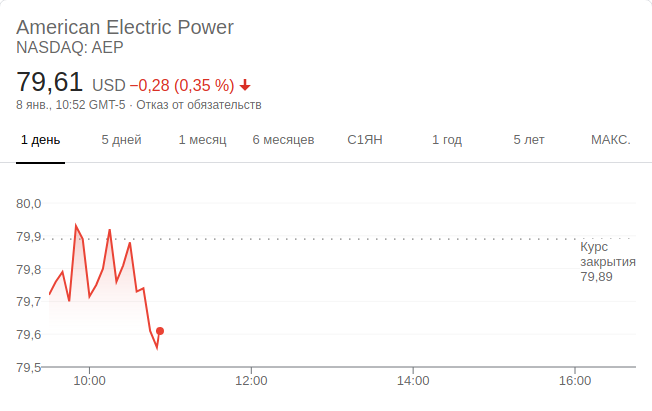 American Electric Power
NASDAQ: AEP
79,61 USD −0,28 (0,35 %)
8 янв., 10:52 GMT-5 · Отказ от обязательств
1 день 5 дней 1 месяц 6 месяцев С1ЯН 1 год 5 лет МАКС.
80,0
79,9
Курс
закрытия
79,89
79,8
79,7
79,6
79,5
10:00 12:00 14:00 16:00